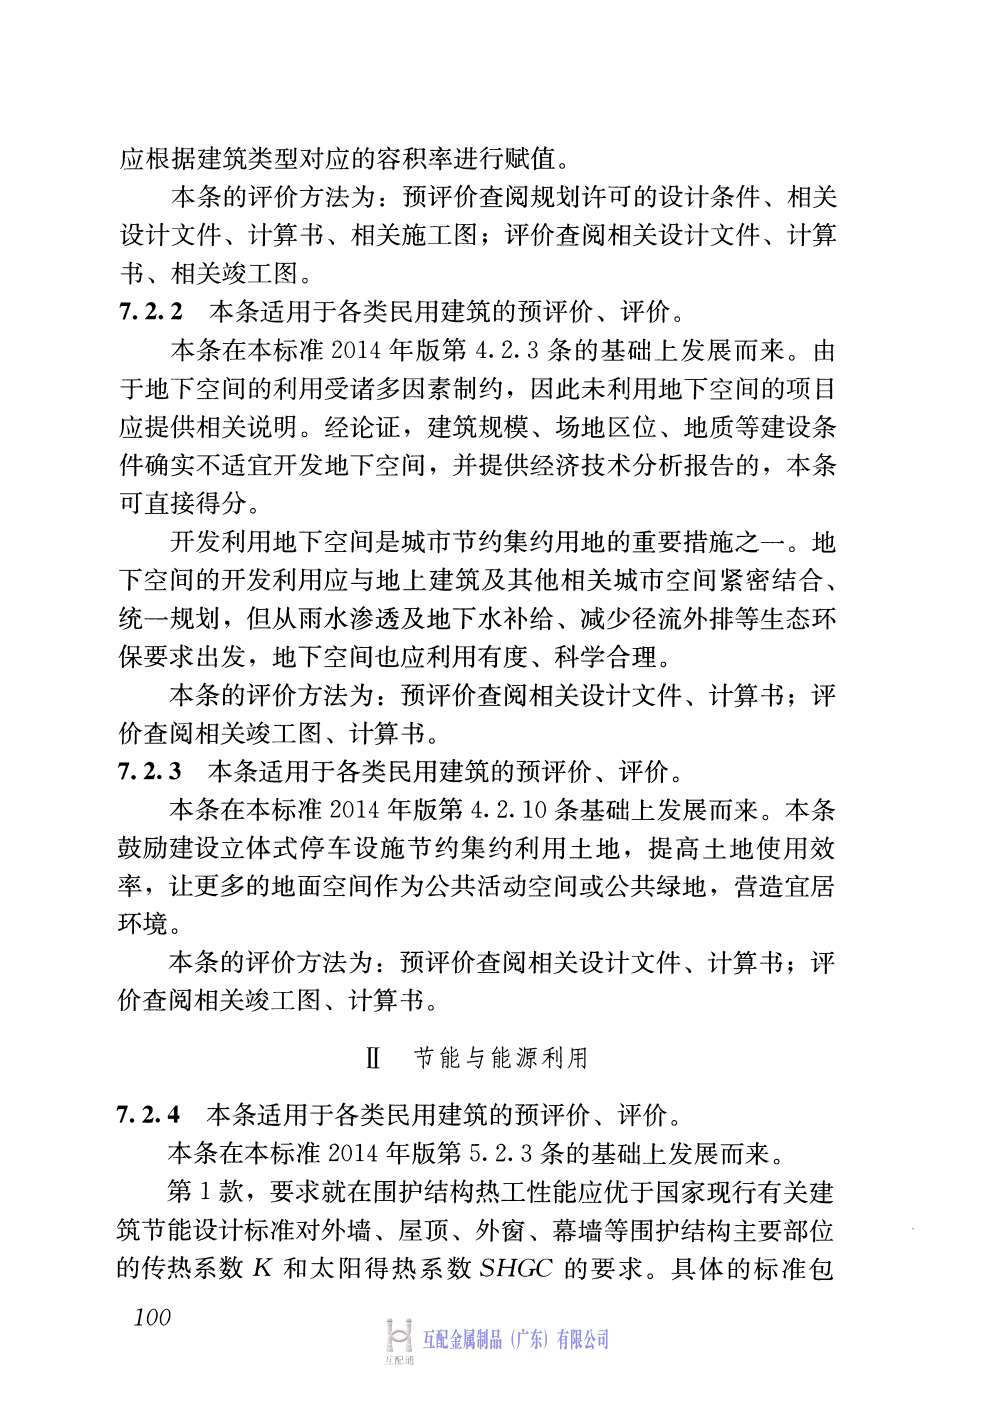 应根据建筑类型对应的容积率进行赋值。
本条的评价方法为：预评价查阅规划许可的设计条件、相关
设计文件、计算书、相关施工图；评价查阅相关设计文件、计算
书、相关竣工图。
7.2.2 本条适用于各类民用建筑的预评价、评价。
本条在本标准 2014 年版第 4.2.3 条的基础上发展而来。由
于地下空间的利用受诸多因素制约，因此未利用地下空间的项目
应提供相关说明。经论证，建筑规模、场地区位、地质等建设条
件确实不适宜开发地下空间，并提供经济技术分析报告的，本条
可直接得分。
开发利用地下空间是城市节约集约用地的重要措施之一。地
下空间的开发利用应与地上建筑及其他相关城市空间紧密结合、
统一规划，但从雨水渗透及地下水补给、减少径流外排等生态环
保要求出发，地下空间也应利用有度、科学合理。
本条的评价方法为：预评价查阅相关设计文件、计算书；评
价查阅相关竣工图、计算书。
7.2.3 本条适用于各类民用建筑的预评价、评价。
本条在本标准 2014 年版第 4.2.10 条基础上发展而来。本条
鼓励建设立体式停车设施节约集约利用土地，提高土地使用效
率，让更多的地面空间作为公共活动空间或公共绿地，营造宜居
环境。
本条的评价方法为：预评价查阅相关设计文件、计算书；评
价查阅相关竣工图、计算书。
Ⅱ 节能与能源利用
7.2.4 本条适用于各类民用建筑的预评价、评价。
本条在本标准 2014 年版第 5.2.3 条的基础上发展而来。
第 1 款，要求就在围护结构热工性能应优于国家现行有关建
筑节能设计标准对外墙、屋顶、外窗、幕墙等围护结构主要部位
的传热系数 K 和太阳得热系数 SHGC 的要求。具体的标准包
100
互配金属制品（广东）有限公司
互配通